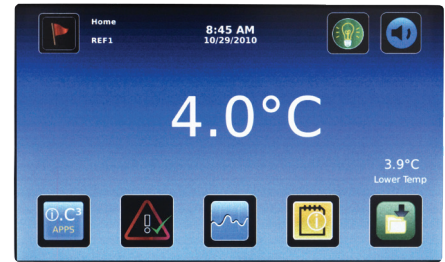 Home
REF1
8:45 AM
10/29/2010
4.0°C
3.9°C
Lower Temp
i.C³
APPS